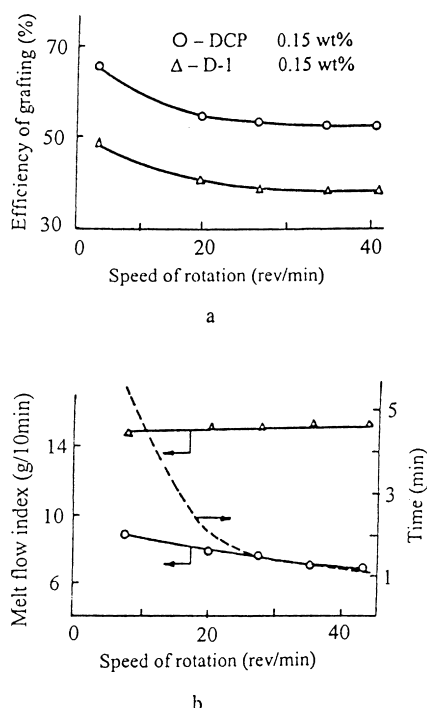 Efficiency of grafting (%)
70
50
30
O – DCP 0.15 wt%
Δ – D-1 0.15 wt%
0 20 40
Speed of rotation (rev/min)
a
Melt flow index (g/10min)
14
10
6
5
3
1
Time (min)
0 20 40
Speed of rotation (rev/min)
b